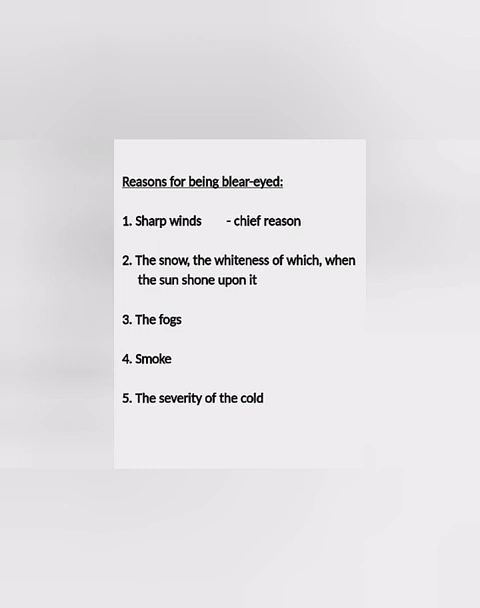 Reasons for being blear-eyed:
1. Sharp winds - chief reason
2. The snow, the whiteness of which, when
the sun shone upon it
3. The fogs
4. Smoke
5. The severity of the cold